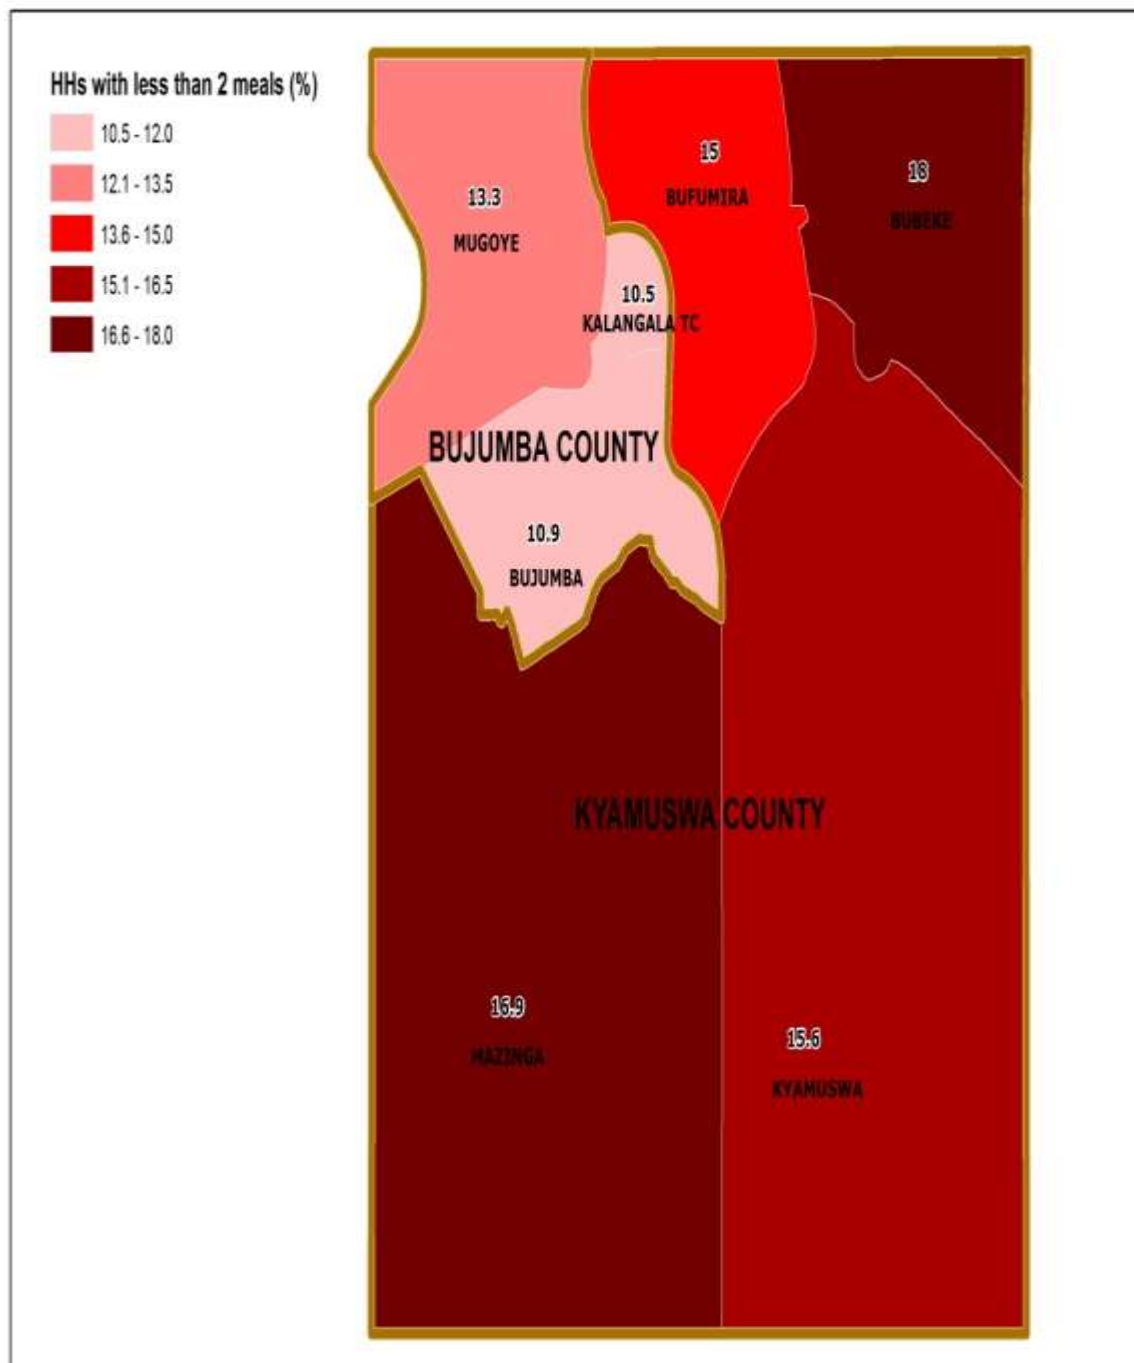 HHs with less than 2 meals (%)
10.5 - 12.0
12.1 - 13.5
13.6 - 15.0
15.1 - 16.5
16.6 - 18.0
15
BUFUMIRA
18
BUBEKE
13.3
MUGOYE
10.5
KALANGALA TC
BUJUMBA COUNTY
10.9
BUJUMBA
KYAMUSWA COUNTY
16.9
MAZINGA
15.6
KYAMUSWA